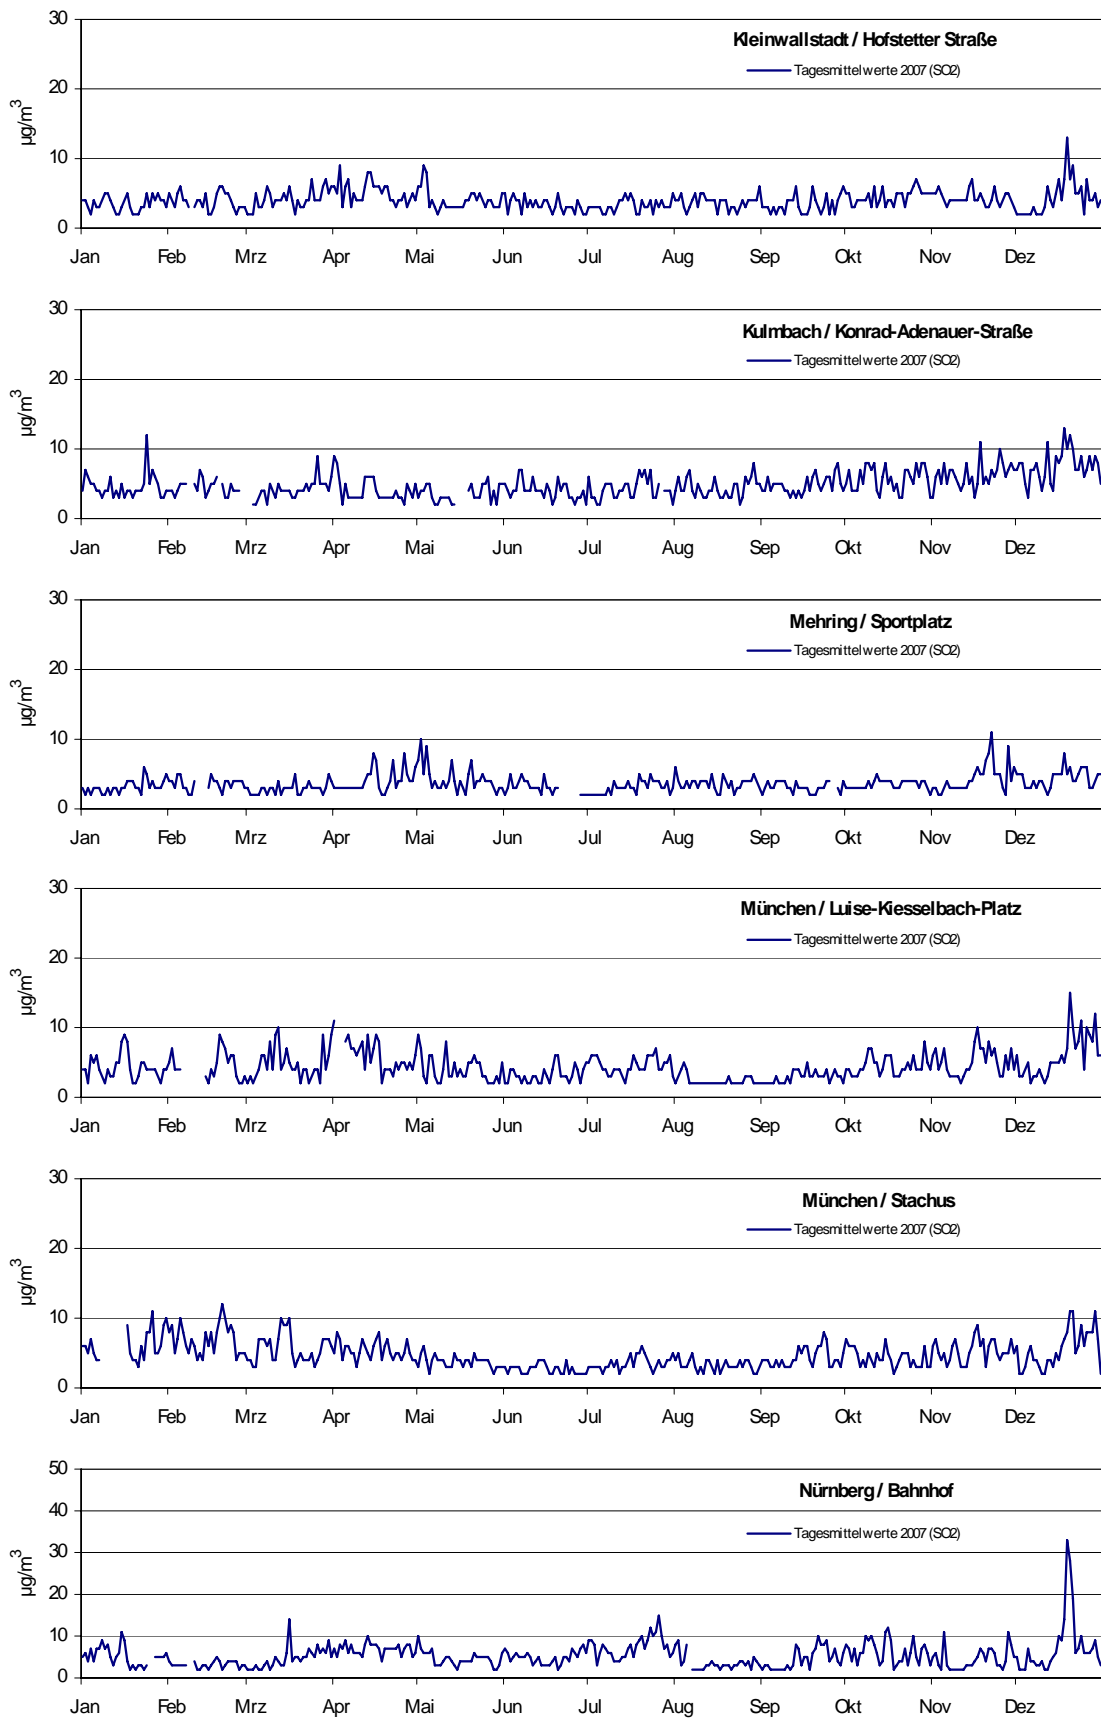 30
Kleinwallstadt / Hofstetter Straße
Tagesmittelwerte 2007 (SO2)
20
µg/m³
10
0
Jan Feb Mrz Apr Mai Jun Jul Aug Sep Okt Nov Dez
30
Kulmbach / Konrad-Adenauer-Straße
Tagesmittelwerte 2007 (SO2)
20
µg/m³
10
0
Jan Feb Mrz Apr Mai Jun Jul Aug Sep Okt Nov Dez
30
Mehring / Sportplatz
Tagesmittelwerte 2007 (SO2)
20
µg/m³
10
0
Jan Feb Mrz Apr Mai Jun Jul Aug Sep Okt Nov Dez
30
München / Luise-Kiesselbach-Platz
Tagesmittelwerte 2007 (SO2)
20
µg/m³
10
0
Jan Feb Mrz Apr Mai Jun Jul Aug Sep Okt Nov Dez
30
München / Stachus
Tagesmittelwerte 2007 (SO2)
20
µg/m³
10
0
Jan Feb Mrz Apr Mai Jun Jul Aug Sep Okt Nov Dez
50
Nürnberg / Bahnhof
40
Tagesmittelwerte 2007 (SO2)
30
µg/m³
20
10
0
Jan Feb Mrz Apr Mai Jun Jul Aug Sep Okt Nov Dez